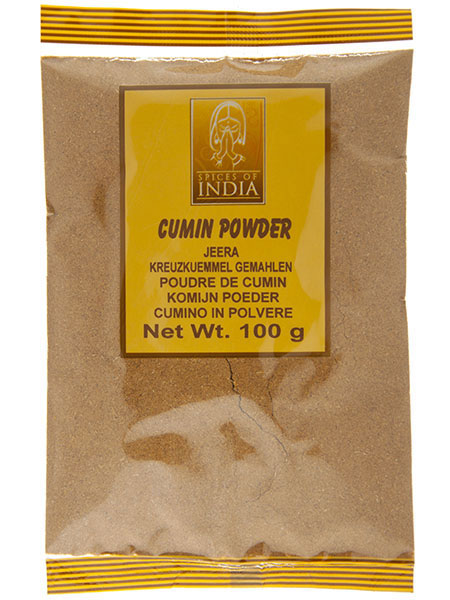 SPICES OF
INDIA
CUMIN POWDER
JEERA
KREUZKUEMMEL GEMAHLEN
POUDRE DE CUMIN
KOMIJN POEDER
CUMINO IN POLVERE
Net Wt. 100 g